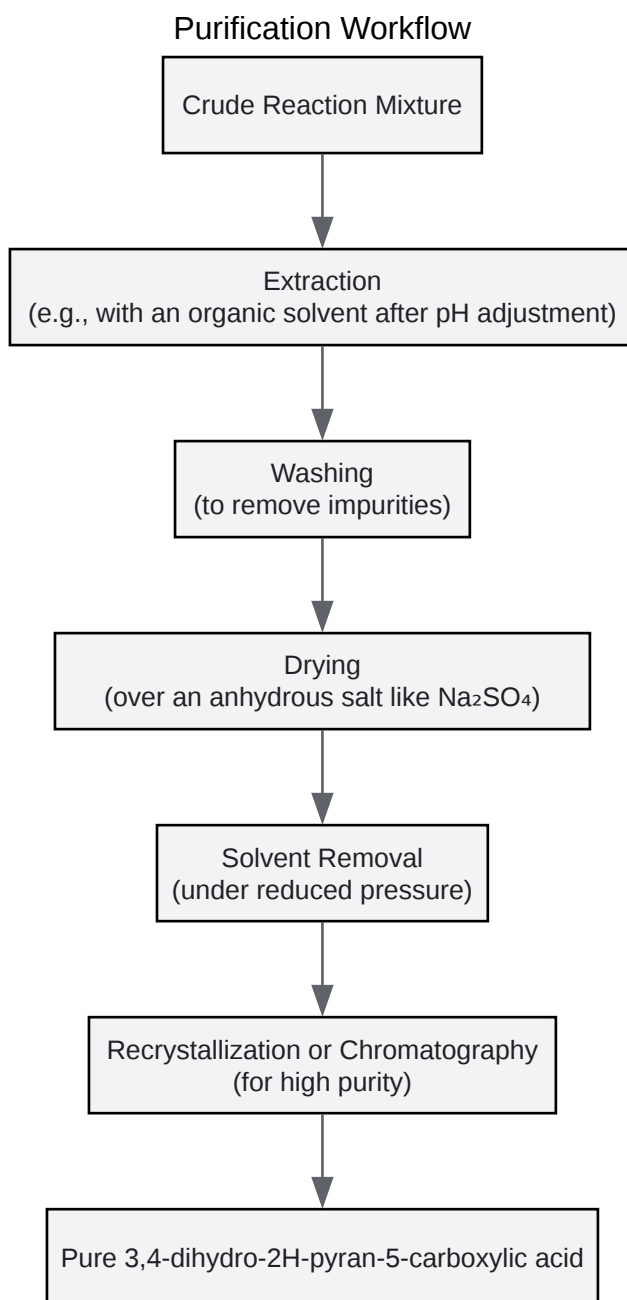 Purification Workflow
Crude Reaction Mixture
Extraction
(e.g., with an organic solvent after pH adjustment)
Washing
(to remove impurities)
Drying
(over an anhydrous salt like Na₂SO₄)
Solvent Removal
(under reduced pressure)
Recrystallization or Chromatography
(for high purity)
Pure 3,4-dihydro-2H-pyran-5-carboxylic acid